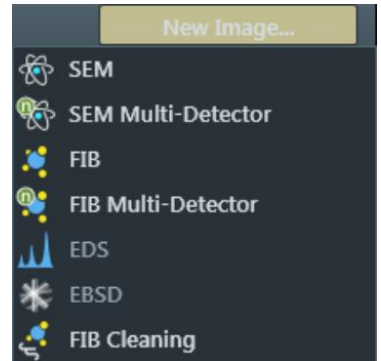 New Image...
SEM
n
SEM Multi-Detector
FIB
n
FIB Multi-Detector
EDS
EBSD
FIB Cleaning